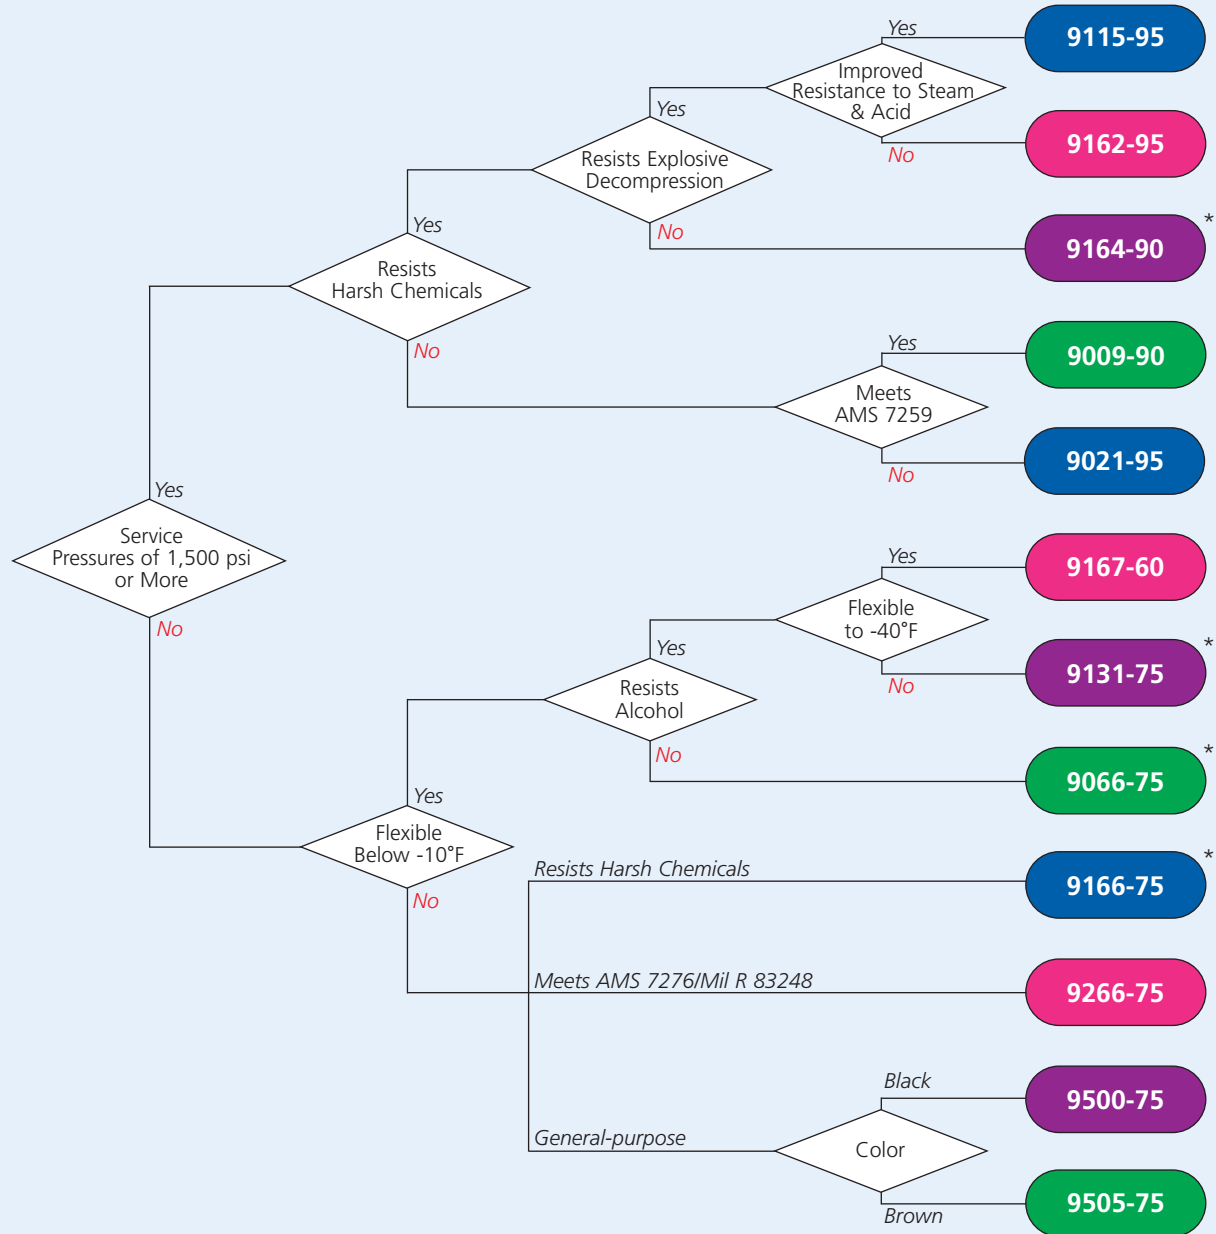 Yes
9115-95
Improved
Resistance to Steam
& Acid
No
9162-95
Yes
Resists Explosive
Decompression
No
9164-90
*
Yes
Resists
Harsh Chemicals
No
Yes
9009-90
Meets
AMS 7259
No
9021-95
Yes
Service
Pressures of 1,500 psi
or More
No
Yes
9167-60
Flexible
to -40°F
No
9131-75
*
Yes
Resists
Alcohol
No
9066-75
*
Yes
Flexible
Below -10°F
No
Resists Harsh Chemicals
9166-75
*
Meets AMS 7276/Mil R 83248
9266-75
General-purpose
Black
9500-75
Color
Brown
9505-75